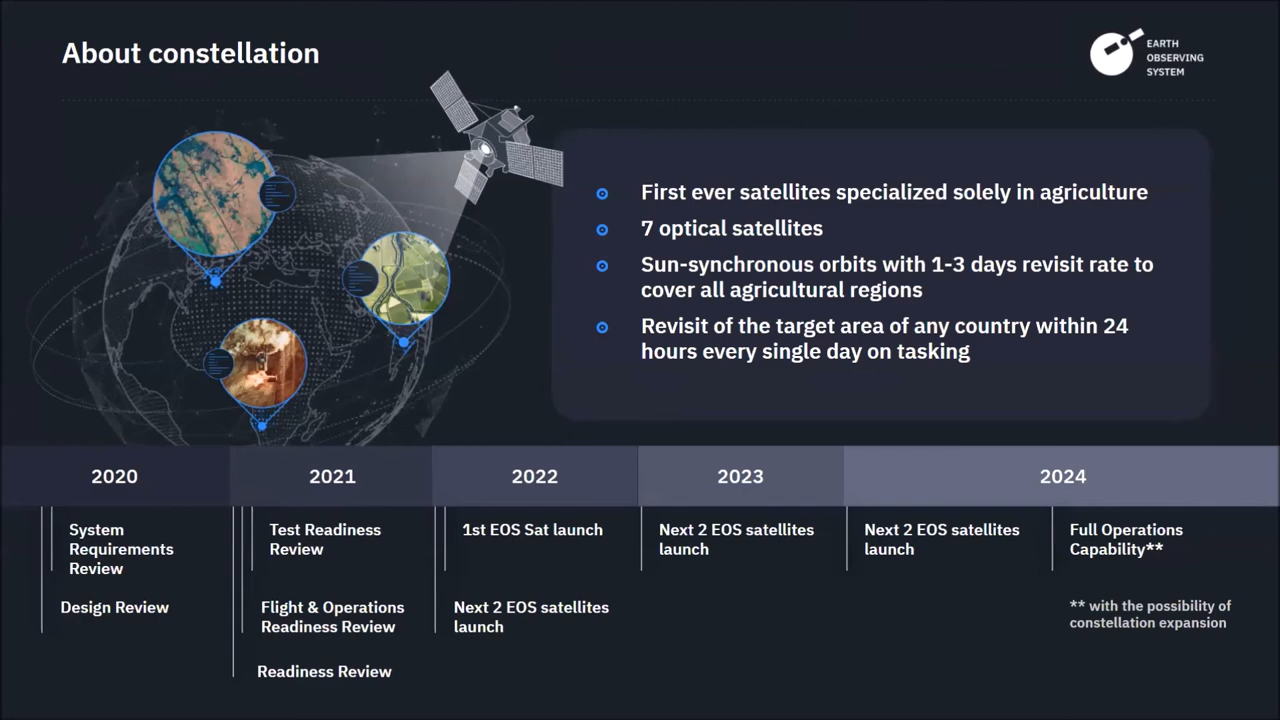 About constellation
EARTH
OBSERVING
SYSTEM
First ever satellites specialized solely in agriculture
7 optical satellites
Sun-synchronous orbits with 1-3 days revisit rate to
cover all agricultural regions
Revisit of the target area of any country within 24
hours every single day on tasking
2020
System
Requirements
Review
Design Review
2021
Test Readiness
Review
Flight & Operations
Readiness Review
Readiness Review
2022
1st EOS Sat launch
Next 2 EOS satellites
launch
2023
Next 2 EOS satellites
launch
2024
Next 2 EOS satellites
launch
Full Operations
Capability**
** with the possibility of
constellation expansion